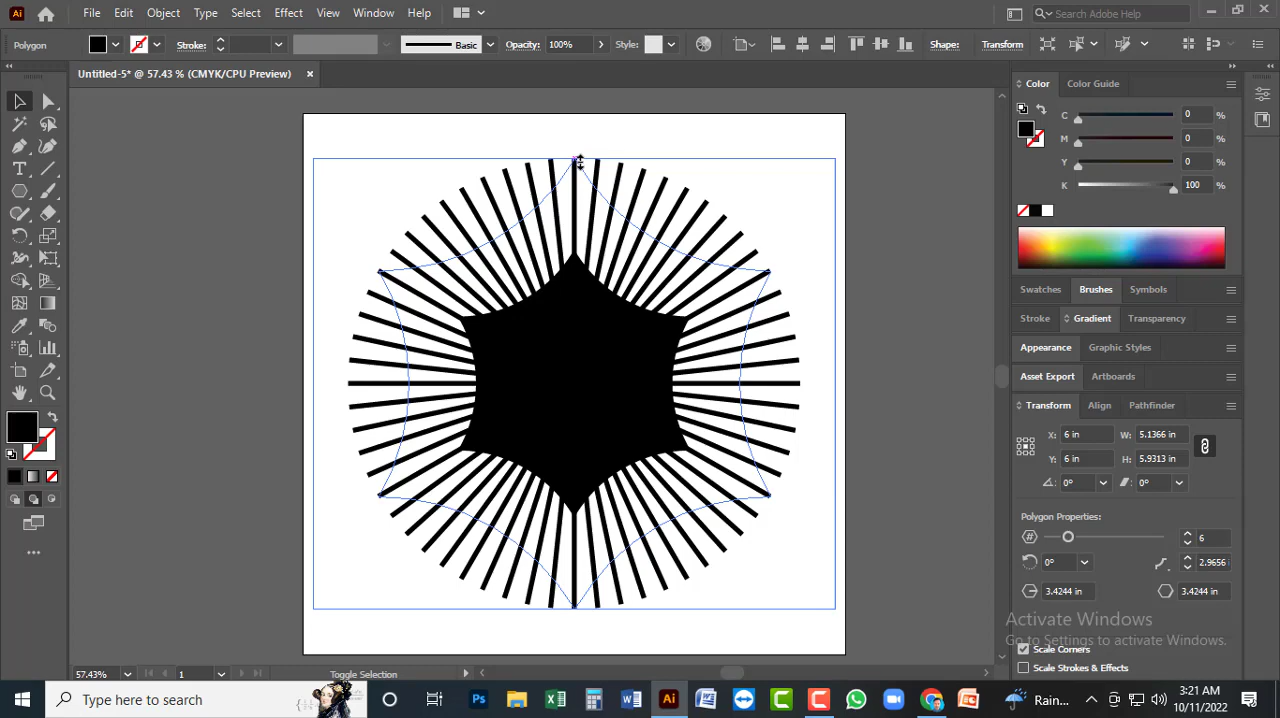 Ai File Edit Object Type Select Effect View Window Help Search Adobe Help
Polygon Stroke: Basic Opacity: 100% Style: Shape: Transform
Untitled-5* @ 57.43 % (CMYK/CPU Preview) ×
Color Color Guide
C 0 %
M 0 %
Y 0 %
K 100 %
Swatches Brushes Symbols
Stroke Gradient Transparency
Appearance Graphic Styles
Asset Export Artboards
Transform Align Pathfinder
X: 6 in W: 5.1366 in
Y: 6 in H: 5.9313 in
0° 0°
Polygon Properties:
6
0° 2.9656
3.4244 in 3.4244 in
Activate Windows
Go to Settings to activate Windows.
Scale Corners
Scale Strokes & Effects
57.43% 1 Toggle Selection
Type here to search Ps Ai Rain... 3:21 AM
10/11/2022